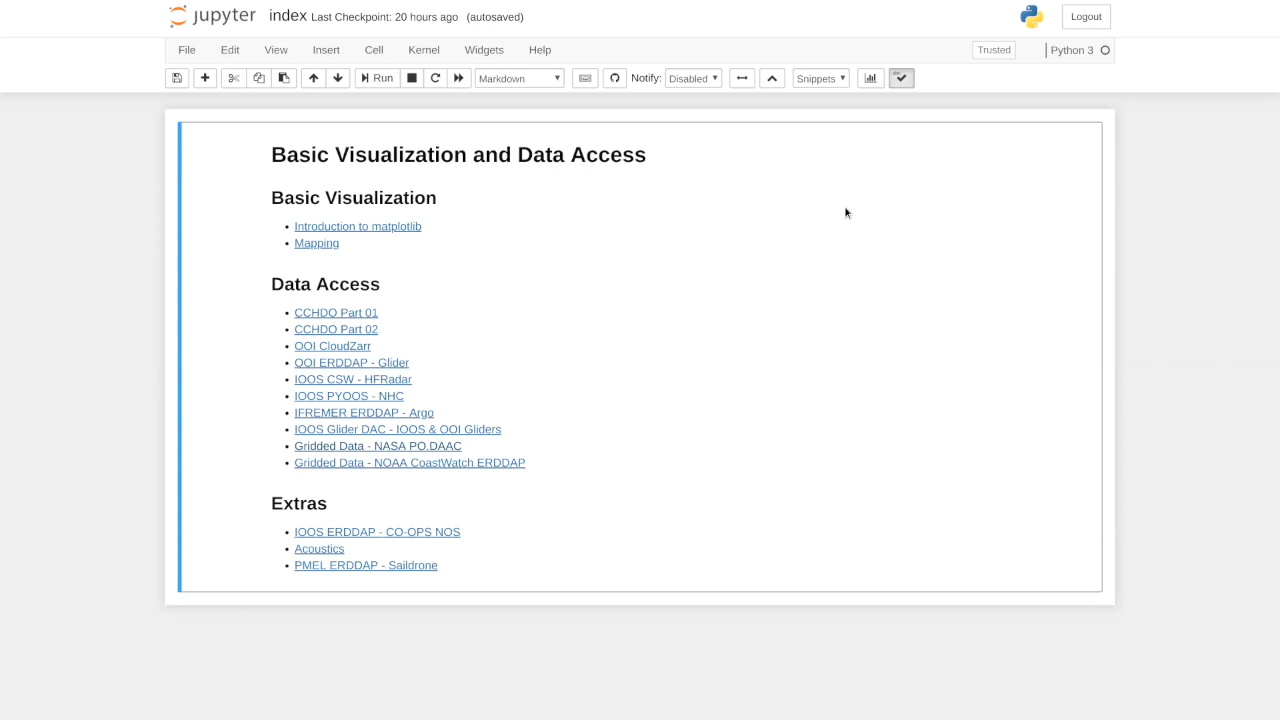 jupyter index Last Checkpoint: 20 hours ago (autosaved) Logout
File Edit View Insert Cell Kernel Widgets Help Trusted Python 3
Run Markdown Notify: Disabled Snippets
Basic Visualization and Data Access
Basic Visualization
• Introduction to matplotlib
• Mapping
Data Access
• CCHDO Part 01
• CCHDO Part 02
• OOI CloudZarr
• OOI ERDDAP - Glider
• IOOS CSW - HFRadar
• IOOS PYOOS - NHC
• IFREMER ERDDAP - Argo
• IOOS Glider DAC - IOOS & OOI Gliders
• Gridded Data - NASA PO.DAAC
• Gridded Data - NOAA CoastWatch ERDDAP
Extras
• IOOS ERDDAP - CO-OPS NOS
• Acoustics
• PMEL ERDDAP - Saildrone